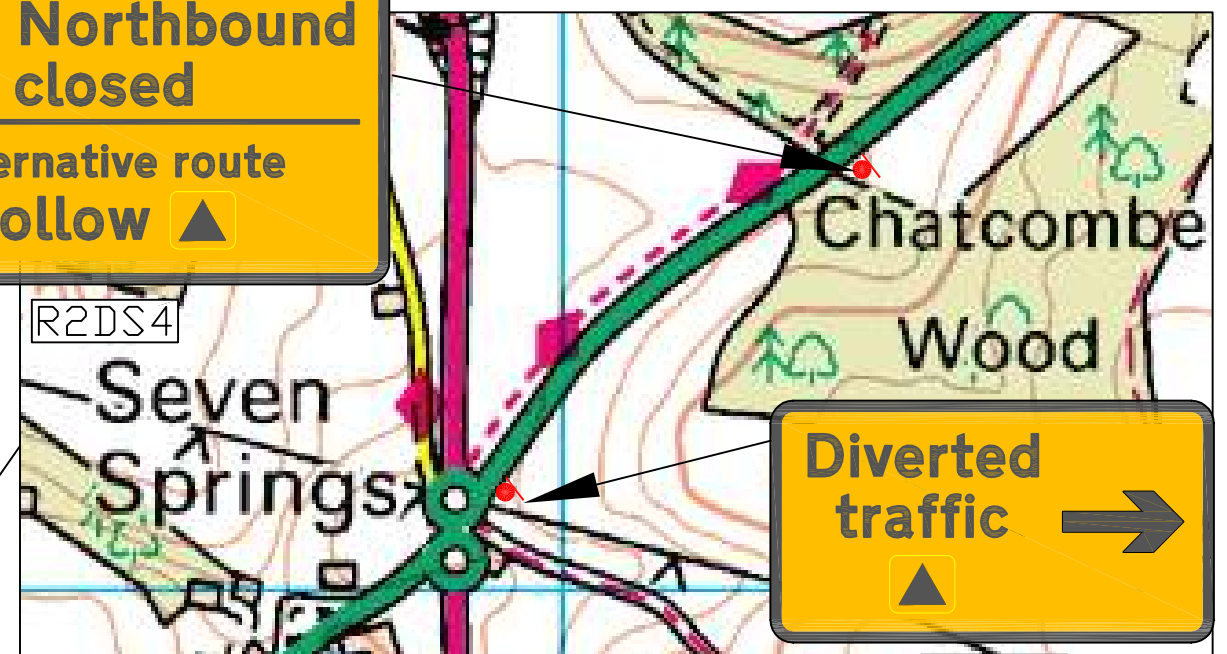 Northbound
closed
ernative route
ollow
R2DS4
Chatcombe
Wood
Seven
Springs
Diverted
traffic